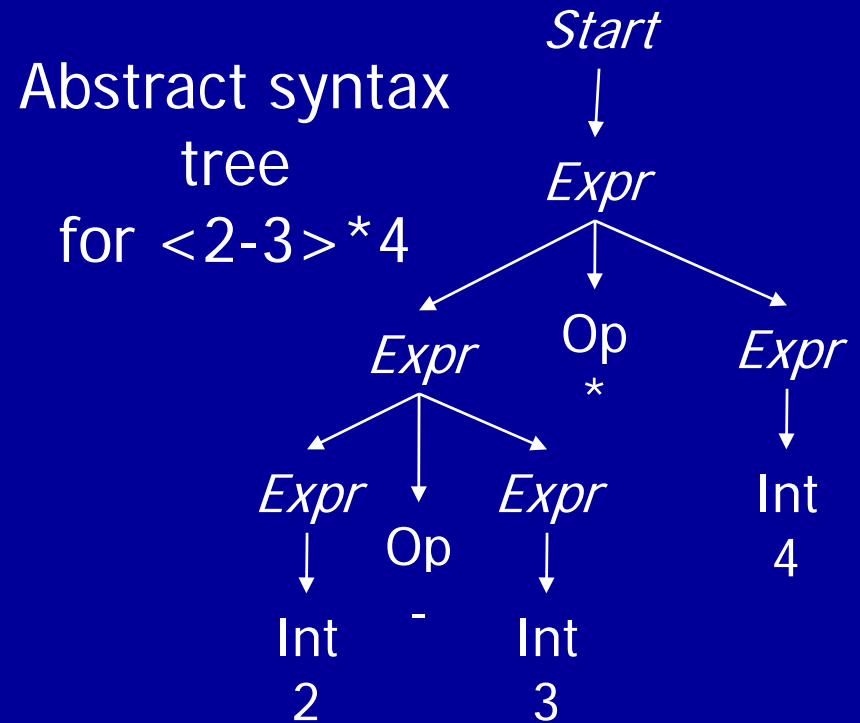 Abstract syntax
tree
for <2-3>*4
Start
Expr
Expr
Op
*
Expr
Expr
Op
-
Expr
Int
4
Int
2
Int
3